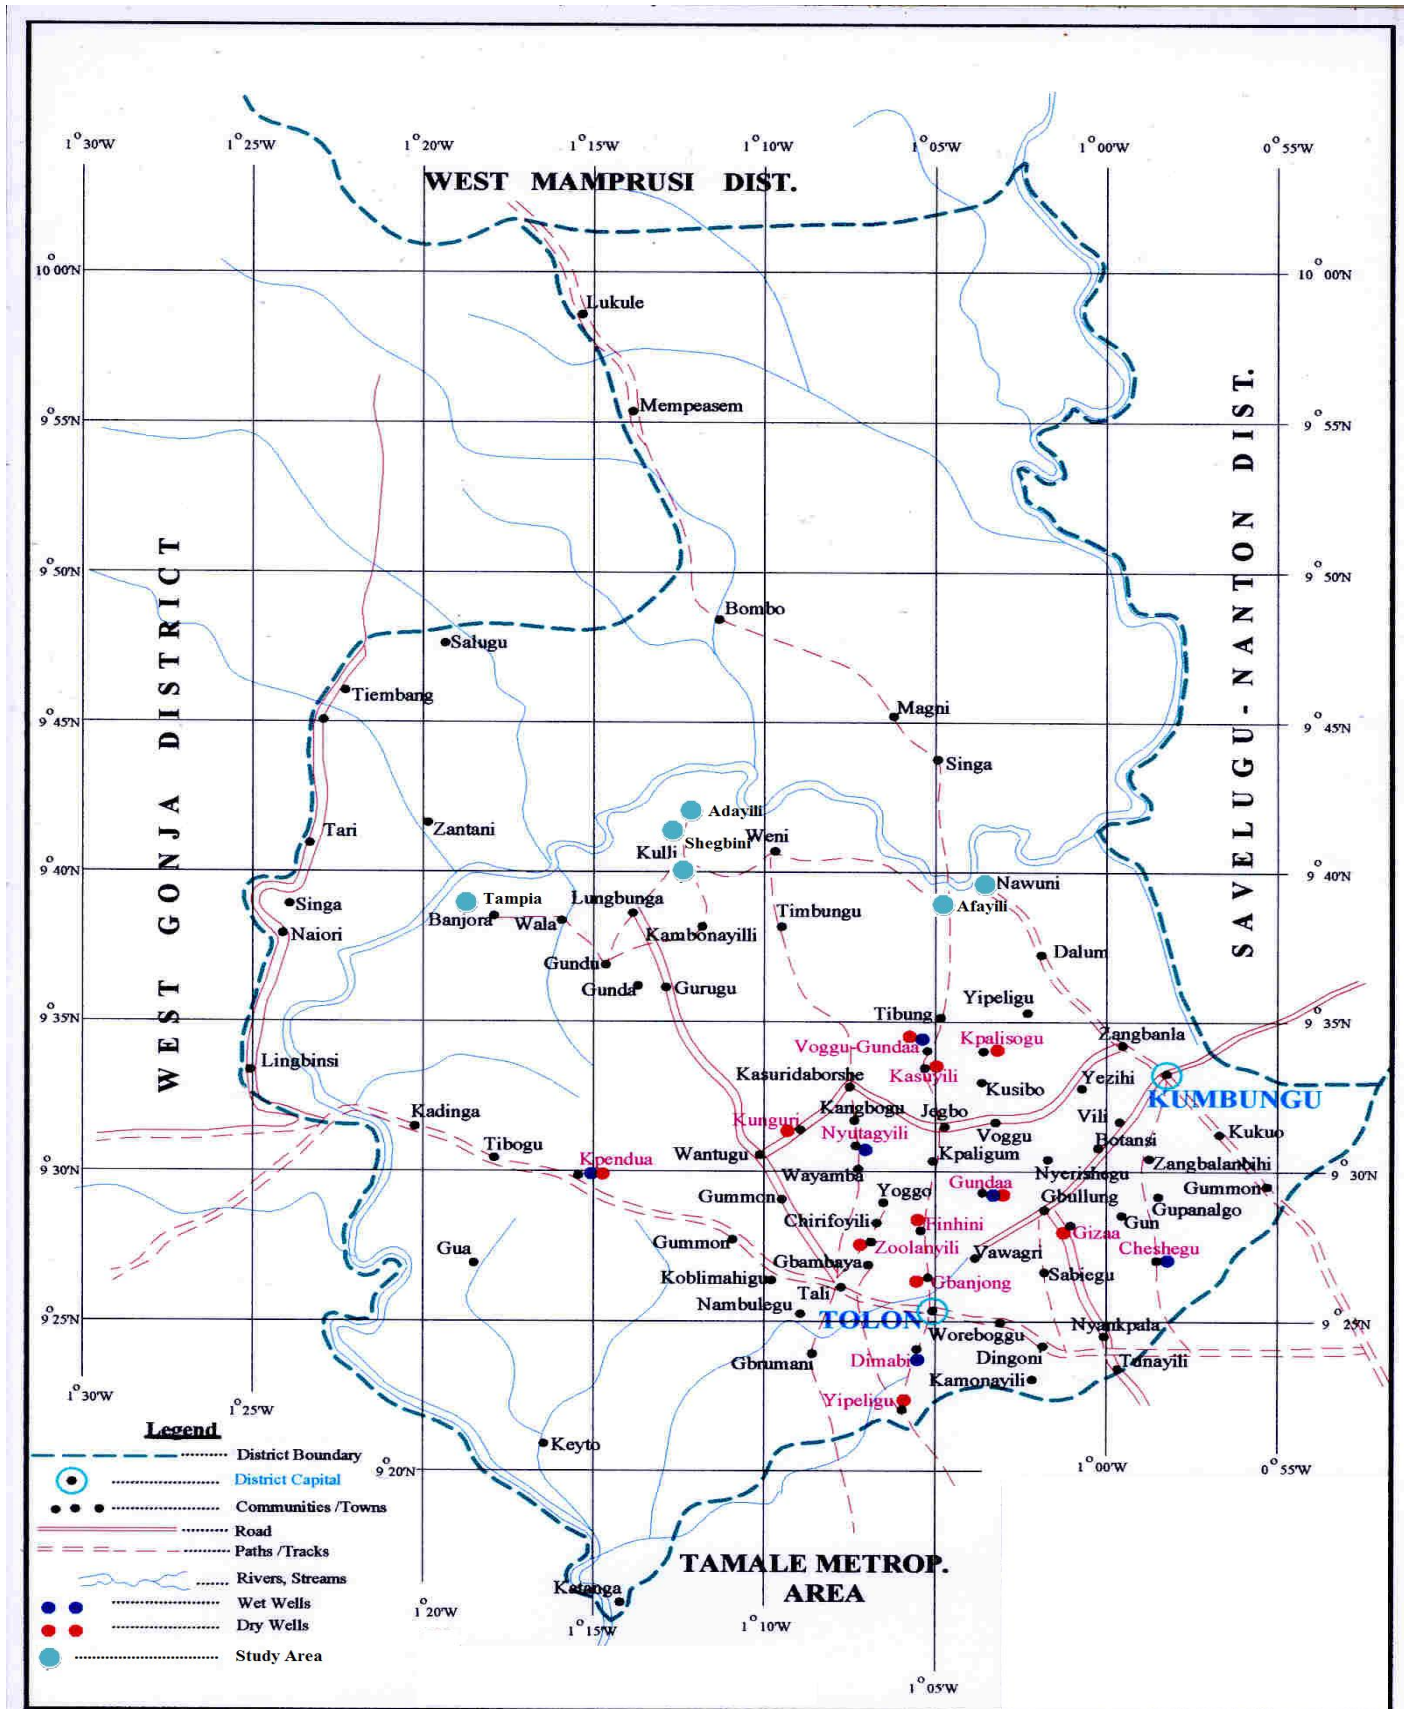 1°30'W 1°25'W 1°20'W 1°15'W 1°10'W 1°05'W 1°00'W 0°55'W
WEST MAMPRUSI DIST.
10°00'N 10°00'N
Lukule
Mempeasem
9°55'N 9°55'N
WEST GONJA DISTRICT
SAVELUGU-NANTON DIST.
9°50'N 9°50'N
Bombo
Salugu
Tiembang
Magni
9°45'N 9°45'N
Singa
Adayili
Zantani
Tari
Shegbini
Weni
Kulli
9°40'N 9°40'N
Nawuni
Tampia
Lungbunga
Afayili
Singa
Banjora
Wala
Timbungu
Naiori
Kambonayilli
Dalum
Gundu
Gunda
Gurugu
Yipeligu
9°35'N 9°35'N
Tibung
Zangbanla
Voggu-Gundaa
Kpalisogu
Lingbinsi
Kasuridaborshe
Kasuyili
Kusibo
Yezihi
KUMBUNGU
Kadinga
Kangbogu
Jegbo
Vili
Kunguri
Nyutagyili
Voggu
Botansi
Kukuo
Tibogu
Wantugu
Kpaligum
Kpendua
Wayamba
Nyerishegu
Zangbalanbihi
9°30'N 9°30'N
Gummon
Yoggo
Gundaa
Gbullung
Gummon
Gupanalgo
Chirifoyili
Finhini
Gun
Gummon
Gizaa
Gua
Zoolanyili
Vawagri
Cheshegu
Gbambaya
Koblimahigu
Sabiegu
Tali
Gbanjong
Nambulegu
9°25'N 9°25'N
TOLON
Woreboggu
Nyankpala
Gbrumani
Dimabi
Dingoni
Tunayili
Kamonayili
1°30'W
1°25'W
Yipeligu
Legend
District Boundary
Keyto
District Capital
9°20'N
1°00'W 0°55'W
Communities /Towns
Road
Paths /Tracks
TAMALE METROP.
AREA
Rivers, Streams
Katanga
Wet Wells
1°20'W
Dry Wells
1°15'W
1°10'W
Study Area
1°05'W